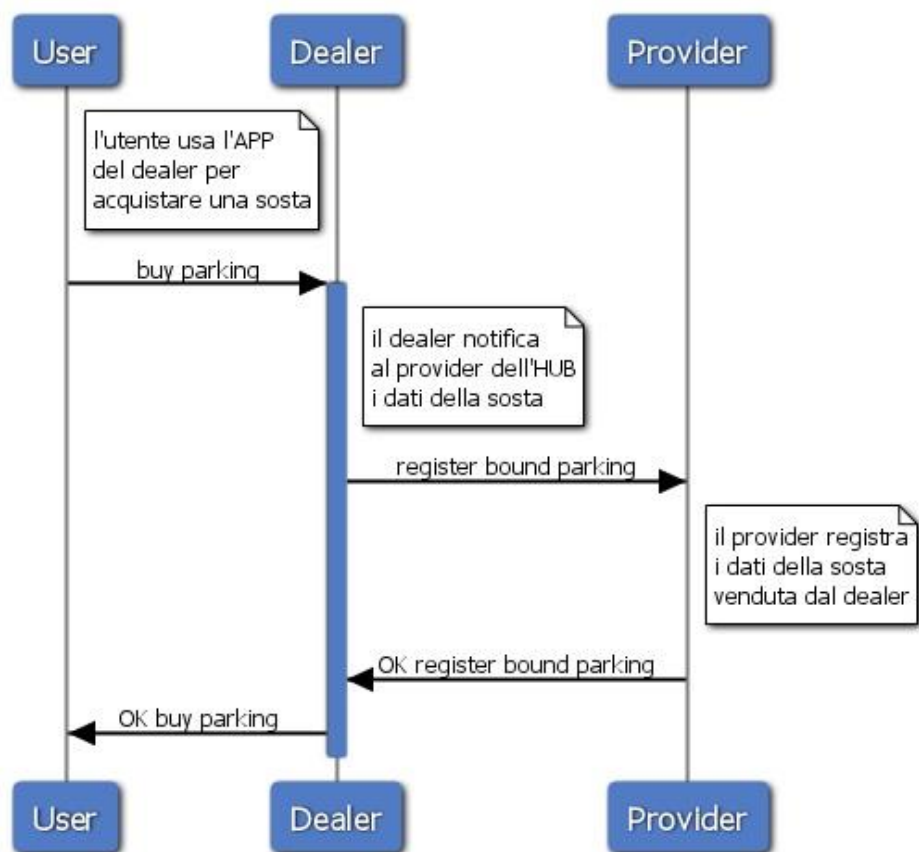 User
Dealer
Provider
l'utente usa l'APP
del dealer per
acquistare una sosta
buy parking
il dealer notifica
al provider dell'HUB
i dati della sosta
register bound parking
il provider registra
i dati della sosta
venduta dal dealer
OK register bound parking
OK buy parking
User
Dealer
Provider